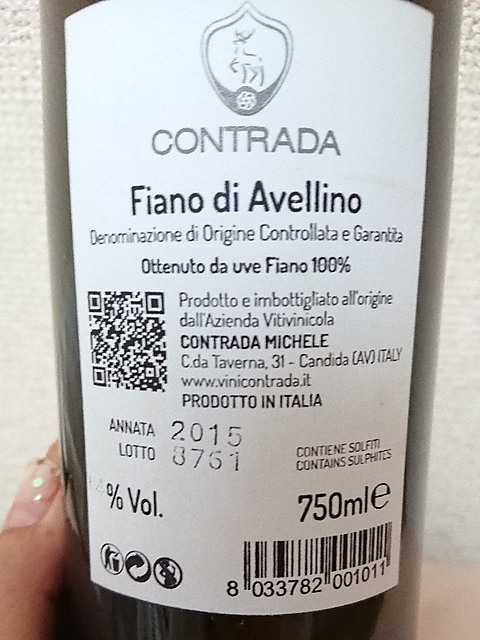 CONTRADA
Fiano di Avellino
Denominazione di Origine Controllata e Garantita
Ottenuto da uve Fiano 100%
Prodotto e imbottigliato all'origine
dall'Azienda Vitivinicola
CONTRADA MICHELE
C.da Taverna, 31 - Candida (AV) ITALY
www.vinicontrada.it
PRODOTTO IN ITALIA
ANNATA 2015
LOTTO 8761
CONTIENE SOLFITI
CONTAINS SULPHITES
% Vol.
750ml e
8 033782 001011